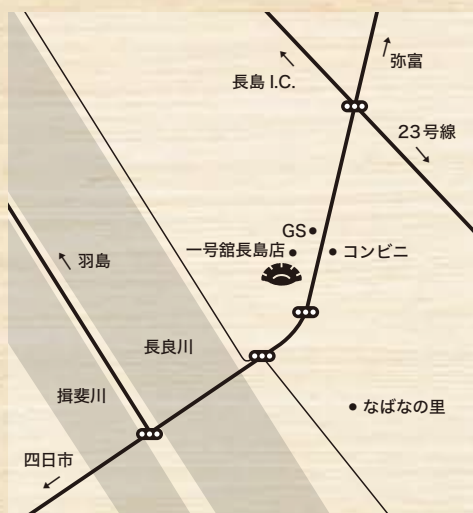 弥富
長島 I.C.
23号線
GS
一号舘長島店
コンビニ
羽島
長良川
揖斐川
なばなの里
四日市